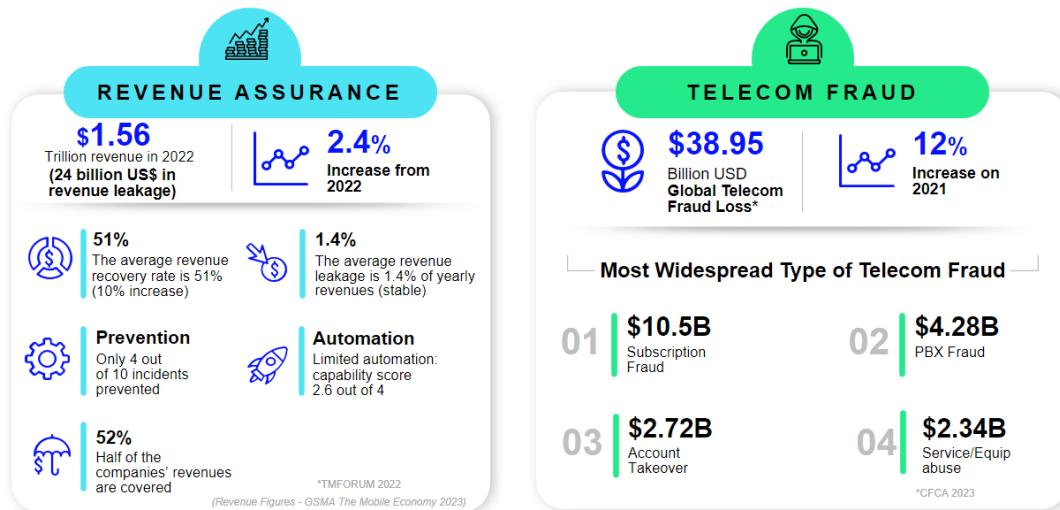 REVENUE ASSURANCE
$1.56
Trillion revenue in 2022
(24 billion US$ in
revenue leakage)
2.4%
Increase from
2022
51%
The average revenue
recovery rate is 51%
(10% increase)
1.4%
The average revenue
leakage is 1.4% of yearly
revenues (stable)
Prevention
Only 4 out
of 10 incidents
prevented
Automation
Limited automation:
capability score
2.6 out of 4
52%
Half of the
companies' revenues
are covered
*TMFORUM 2022
(Revenue Figures - GSMA The Mobile Economy 2023)
TELECOM FRAUD
$38.95
Billion USD
Global Telecom
Fraud Loss*
12%
Increase on
2021
Most Widespread Type of Telecom Fraud
01
$10.5B
Subscription
Fraud
02
$4.28B
PBX Fraud
03
$2.72B
Account
Takeover
04
$2.34B
Service/Equip
abuse
*CFCA 2023